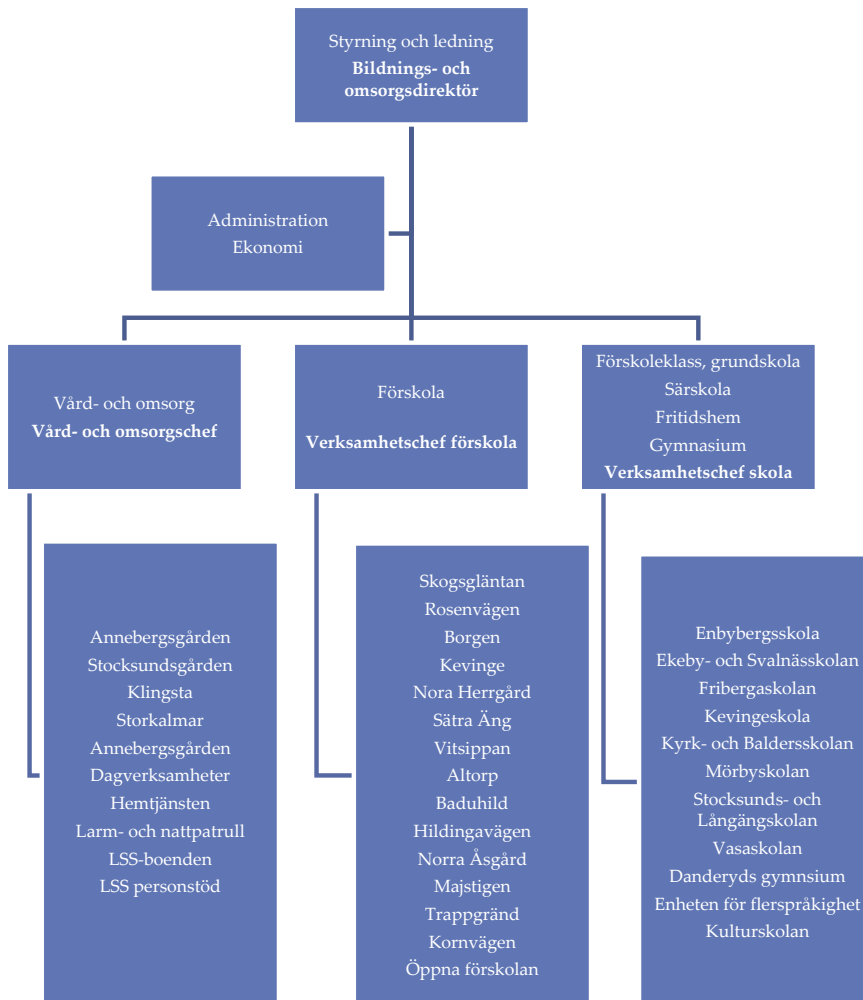 Styrning och ledning
Bildnings- och
omsorgsdirektör
Administration
Ekonomi
Vård- och omsorg
Vård- och omsorgschef
Förskola
Verksamhetschef förskola
Förskoleklass, grundskola
Särskola
Fritidshem
Gymnasium
Verksamhetschef skola
Annebergsgården
Stocksundsgården
Klingsta
Storkalmar
Annebergsgården
Dagverksamheter
Hemtjänsten
Larm- och nattpatrull
LSS-boenden
LSS personstöd
Skogsgläntan
Rosenvägen
Borgen
Kevinge
Nora Herrgård
Sätra Äng
Vitsippan
Altorp
Baduhild
Hildingavägen
Norra Åsgård
Majstigen
Trappgränd
Kornvägen
Öppna förskolan
Enbybergsskola
Ekeby- och Svalnässkolan
Fribergaskolan
Kevingeskola
Kyrk- och Baldersskolan
Mörbyskolan
Stocksunds- och
Långängskolan
Vasaskolan
Danderyds gymnsium
Enheten för flerspråkighet
Kulturskolan